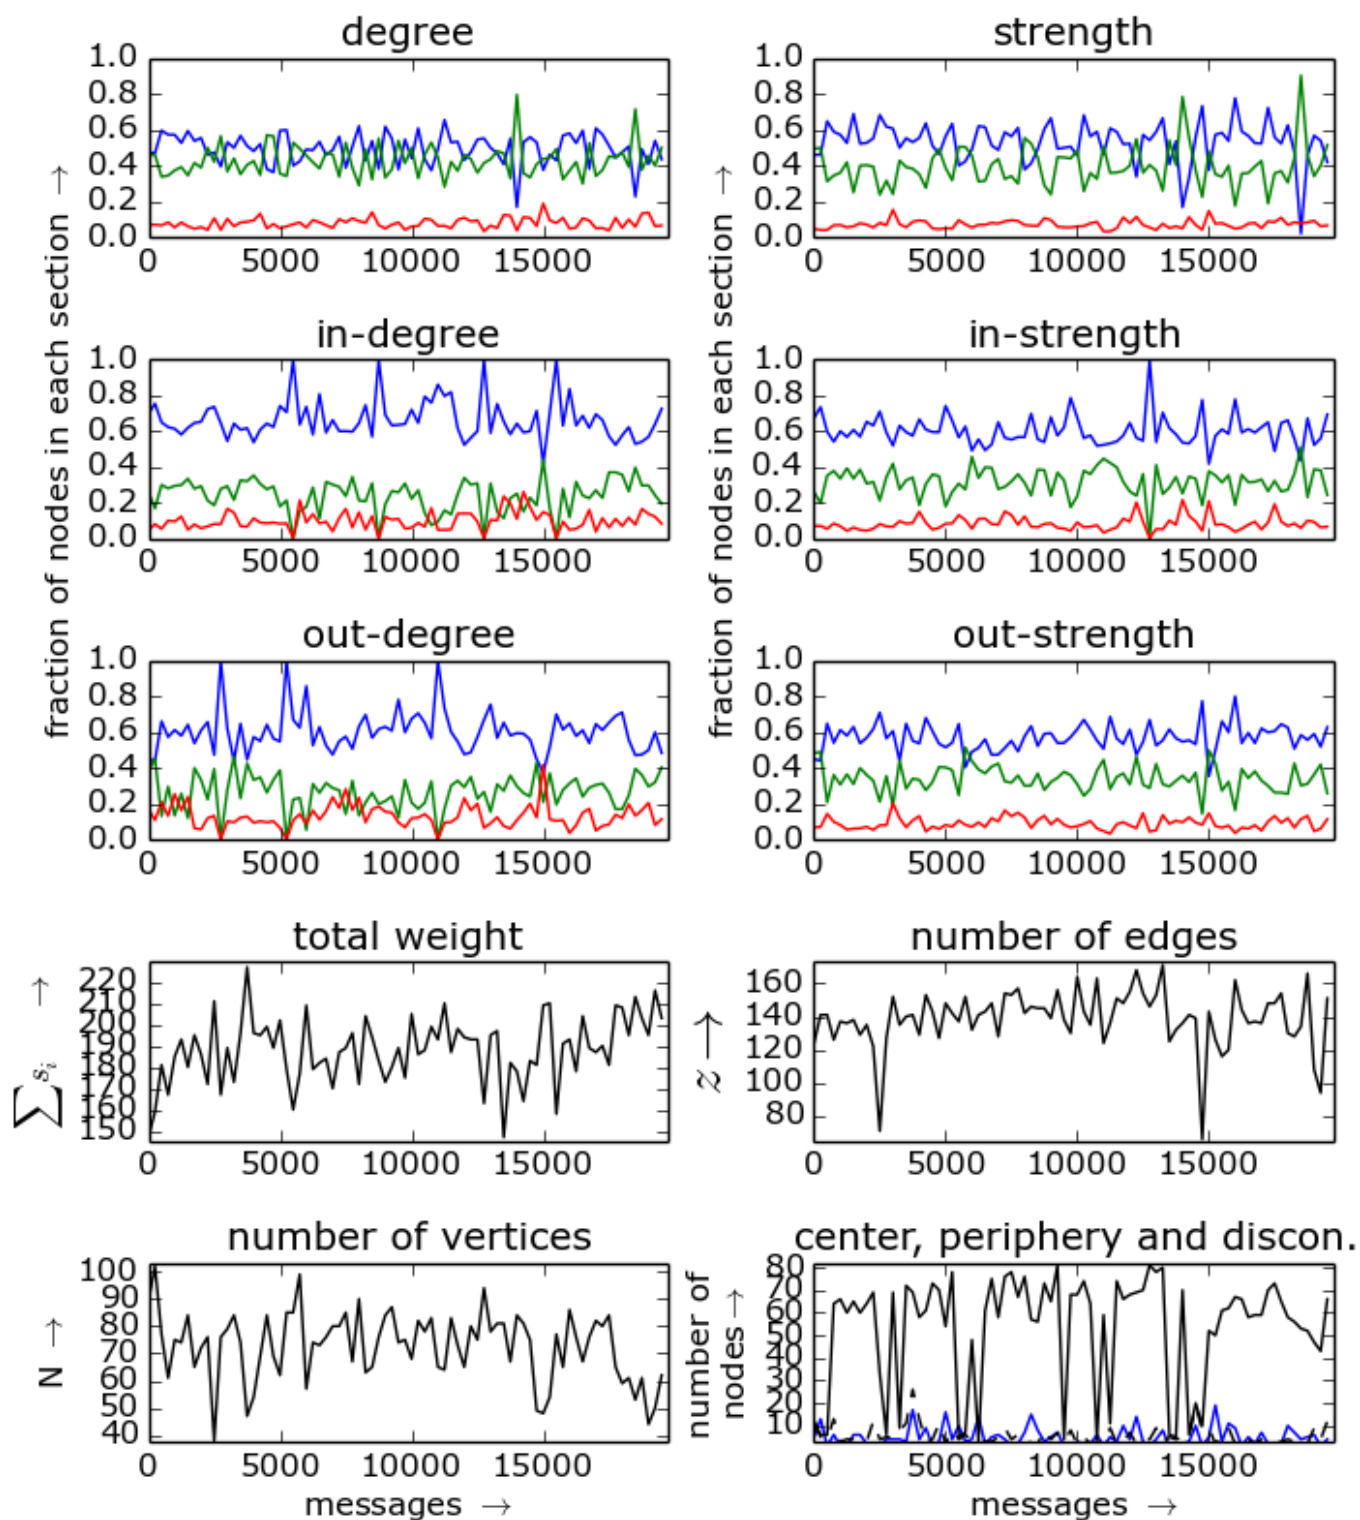 degree
strength
fraction of nodes in each section →
fraction of nodes in each section →
1.0
0.8
0.6
0.4
0.2
0.0
0 5000 10000 15000
1.0
0.8
0.6
0.4
0.2
0.0
0 5000 10000 15000
in-degree
in-strength
1.0
0.8
0.6
0.4
0.2
0.0
0 5000 10000 15000
1.0
0.8
0.6
0.4
0.2
0.0
0 5000 10000 15000
out-degree
out-strength
1.0
0.8
0.6
0.4
0.2
0.0
0 5000 10000 15000
1.0
0.8
0.6
0.4
0.2
0.0
0 5000 10000 15000
total weight
number of edges
∑ s_i →
220
210
200
190
180
170
160
150
0 5000 10000 15000
z →
160
140
120
100
80
0 5000 10000 15000
number of vertices
center, periphery and discon.
N →
100
90
80
70
60
50
40
0 5000 10000 15000
messages →
number of
nodes →
80
70
60
50
40
30
20
10
0 5000 10000 15000
messages →